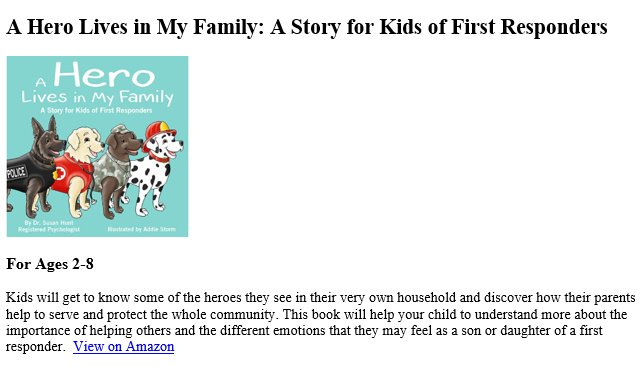 A Hero Lives in My Family: A Story for Kids of First Responders
A Hero
Lives in My Family
A Story for Kids of First Responders
POLICE
By Dr. Susan Hunt
Registered Psychologist
Illustrated by Addie Storm
For Ages 2-8
Kids will get to know some of the heroes they see in their very own household and discover how their parents
help to serve and protect the whole community. This book will help your child to understand more about the
importance of helping others and the different emotions that they may feel as a son or daughter of a first
responder. View on Amazon